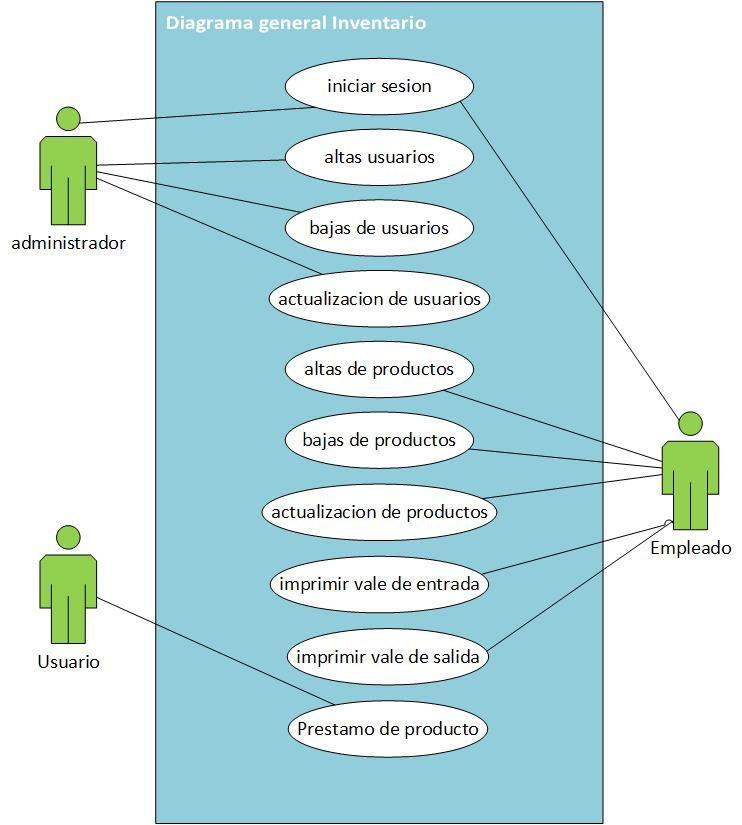 Diagrama general Inventario
iniciar sesion
altas usuarios
bajas de usuarios
administrador
actualizacion de usuarios
altas de productos
bajas de productos
actualizacion de productos
Empleado
imprimir vale de entrada
imprimir vale de salida
Usuario
Prestamo de producto